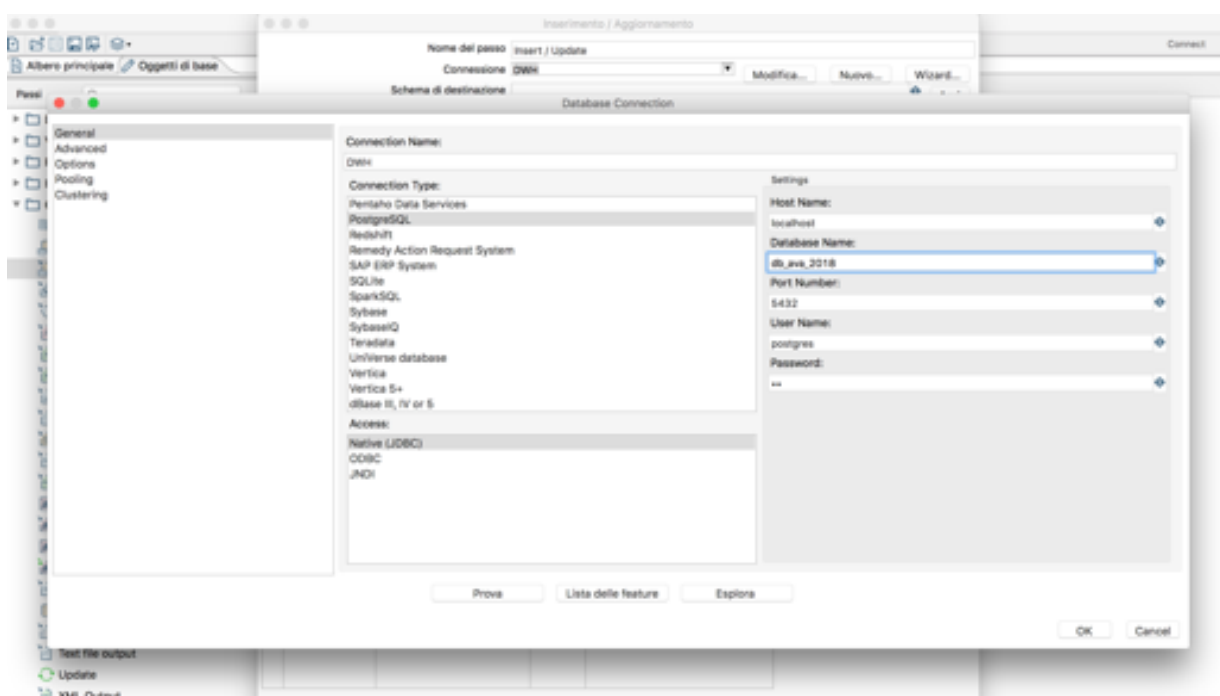 Inserimento / Aggiornamento
Connect
Nome del passo Insert / Update
Albero principale Oggetti di base
Connessione DWH
Modifica... Nuovo... Wizard...
Passi
Schema di destinazione
Database Connection
General
Advanced
Options
Pooling
Clustering
Connection Name:
DWH
Connection Type:
Pentaho Data Services
PostgreSQL
Redshift
Remedy Action Request System
SAP ERP System
SQLite
SparkSQL
Sybase
SybaseIQ
Teradata
UniVerse database
Vertica
Vertica 5+
dBase III, IV or 5
Access:
Native (JDBC)
ODBC
JNDI
Settings
Host Name:
localhost
Database Name:
db_eva_2018
Port Number:
5432
User Name:
postgres
Password:
Prova Lista delle feature Esplora
OK Cancel
Text file output
Update
XML Output